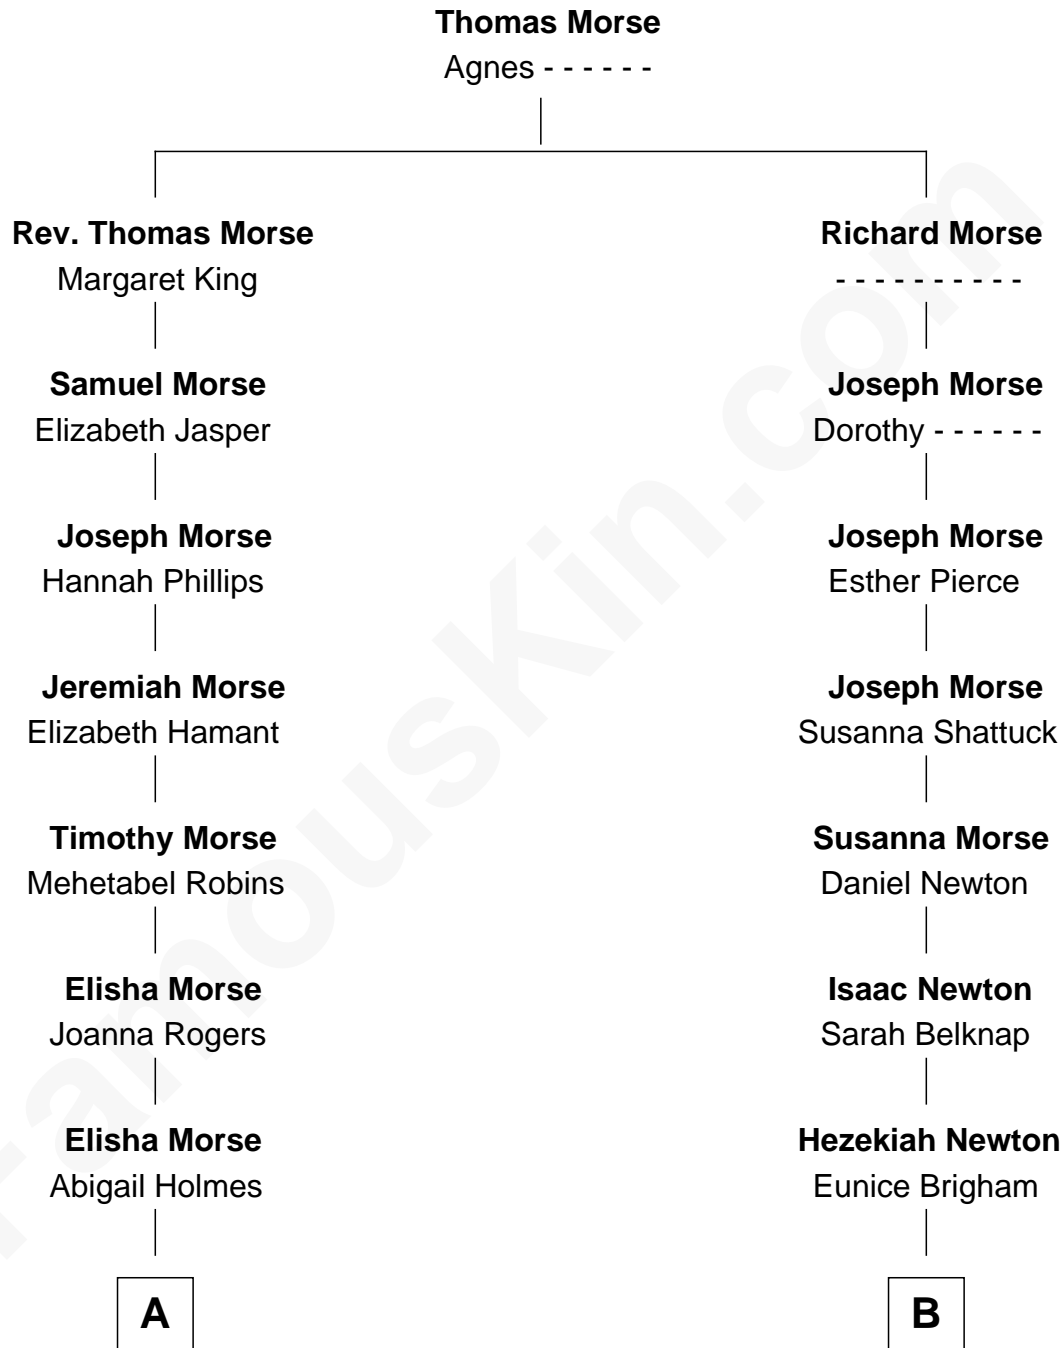 Thomas Morse
Agnes - - - - - -
Rev. Thomas Morse
Margaret King
Samuel Morse
Elizabeth Jasper
Joseph Morse
Hannah Phillips
Jeremiah Morse
Elizabeth Hamant
Timothy Morse
Mehetabel Robins
Elisha Morse
Joanna Rogers
Elisha Morse
Abigail Holmes
A
Richard Morse
- - - - - - - - - -
Joseph Morse
Dorothy - - - - - -
Joseph Morse
Esther Pierce
Joseph Morse
Susanna Shattuck
Susanna Morse
Daniel Newton
Isaac Newton
Sarah Belknap
Hezekiah Newton
Eunice Brigham
B
FamousKin.com